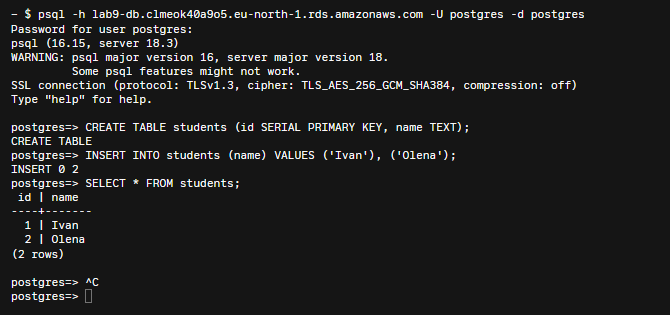 ~ $ psql -h lab9-db.clmeok40a9o5.eu-north-1.rds.amazonaws.com -U postgres -d postgres
Password for user postgres:
psql (16.15, server 18.3)
WARNING: psql major version 16, server major version 18.
         Some psql features might not work.
SSL connection (protocol: TLSv1.3, cipher: TLS_AES_256_GCM_SHA384, compression: off)
Type "help" for help.

postgres=> CREATE TABLE students (id SERIAL PRIMARY KEY, name TEXT);
CREATE TABLE
postgres=> INSERT INTO students (name) VALUES ('Ivan'), ('Olena');
INSERT 0 2
postgres=> SELECT * FROM students;
 id | name
----+-------
  1 | Ivan
  2 | Olena
(2 rows)

postgres=> ^C
postgres=>